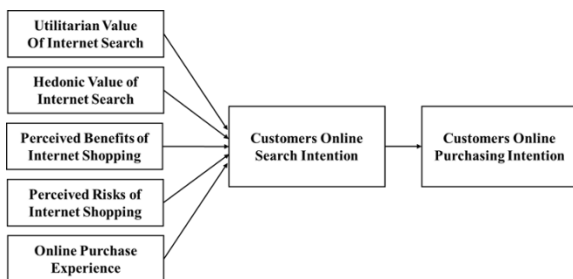 Utilitarian Value
Of Internet Search
Hedonic Value of
Internet Search
Perceived Benefits of
Internet Shopping
Perceived Risks of
Internet Shopping
Online Purchase
Experience
Customers Online
Search Intention
Customers Online
Purchasing Intention